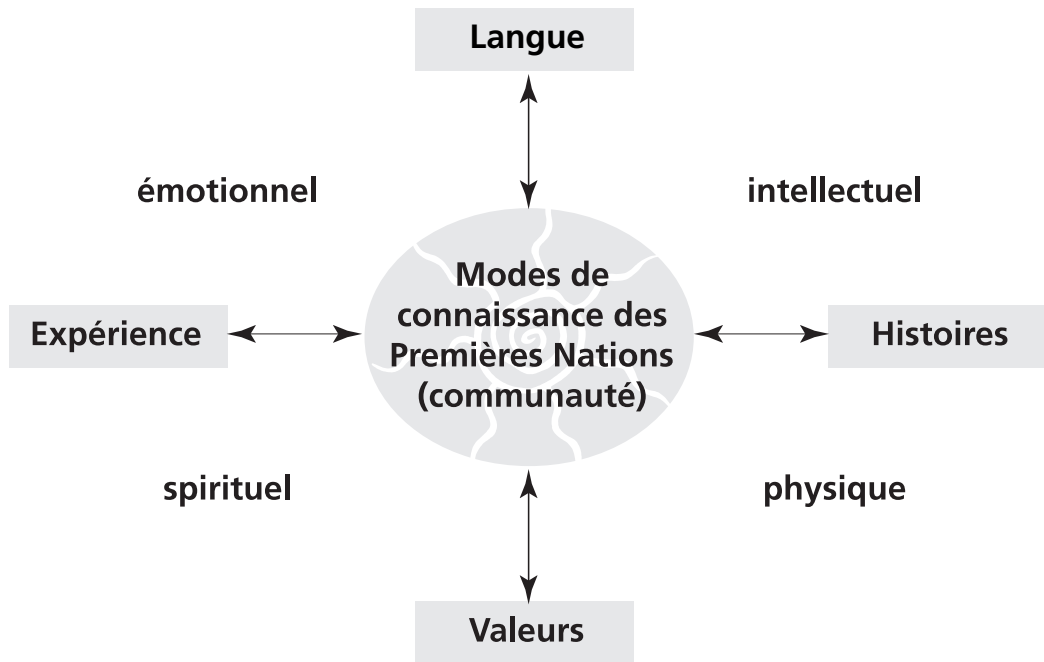 Langue
émotionnel
intellectuel
Modes de
connaissance des
Premières Nations
(communauté)
Expérience
Histoires
spirituel
physique
Valeurs